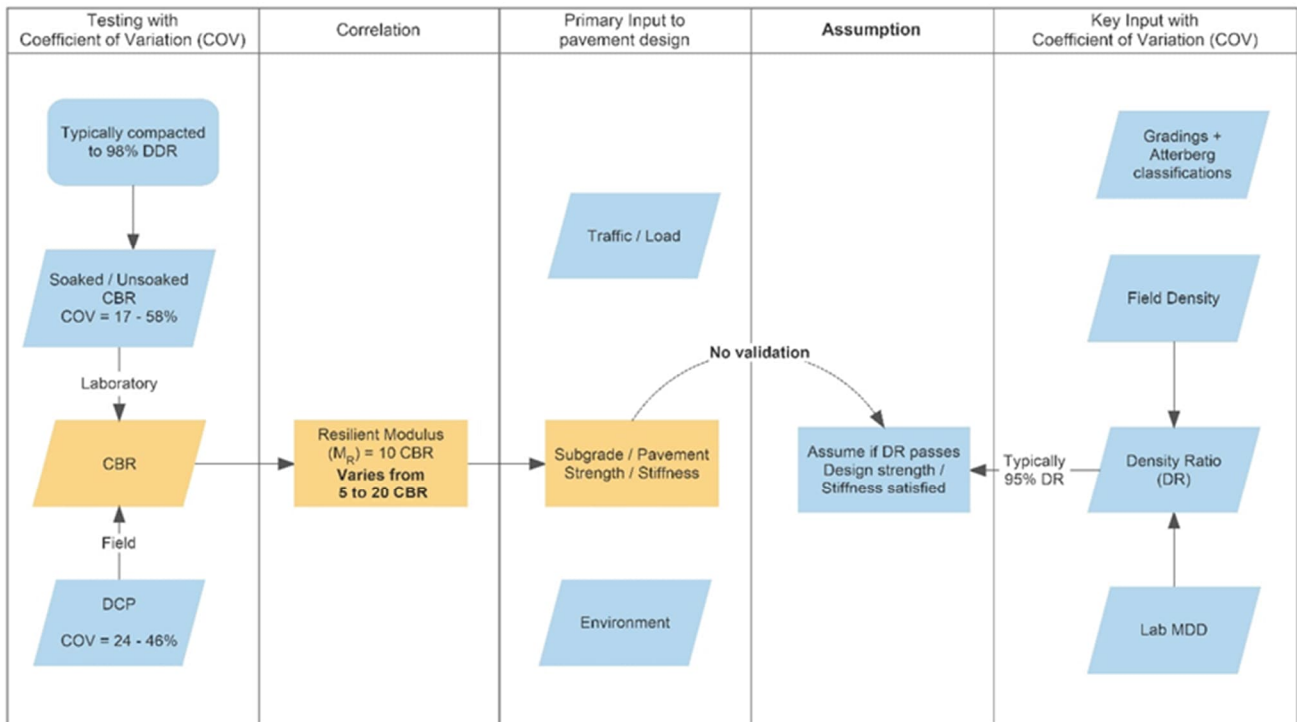 Testing with
Coefficient of Variation (COV)
Correlation
Primary Input to
pavement design
Assumption
Key Input with
Coefficient of Variation (COV)
Typically compacted
to 98% DDR
Soaked / Unsoaked
CBR
COV = 17 - 58%
Laboratory
CBR
Field
DCP
COV = 24 - 46%
Resilient Modulus
(MR) = 10 CBR
Varies from
5 to 20 CBR
Traffic / Load
Subgrade / Pavement
Strength / Stiffness
Environment
No validation
Assume if DR passes
Design strength /
Stiffness satisfied
Typically
95% DR
Gradings +
Atterberg
classifications
Field Density
Density Ratio
(DR)
Lab MDD